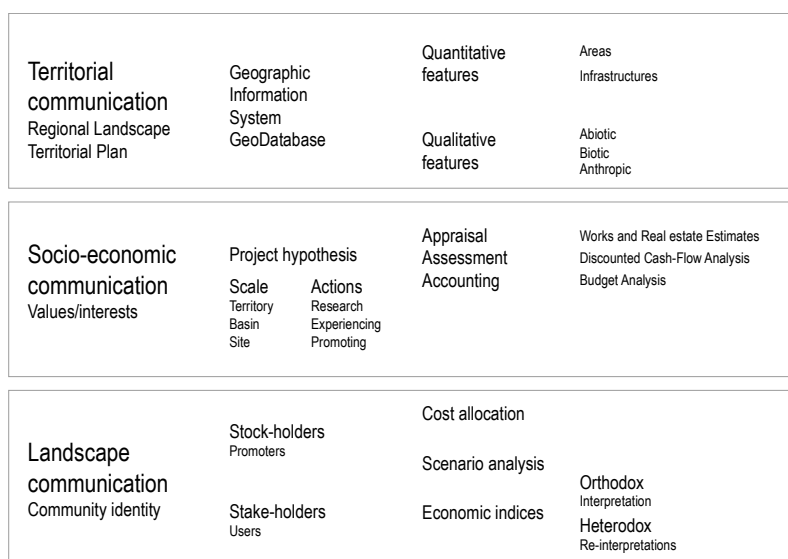 Territorial
communication
Regional Landscape
Territorial Plan
Geographic
Information
System
GeoDatabase
Quantitative
features
Areas
Infrastructures
Qualitative
features
Abiotic
Biotic
Anthropic
Socio-economic
communication
Values/interests
Project hypothesis
Scale
Territory
Basin
Site
Actions
Research
Experiencing
Promoting
Appraisal
Assessment
Accounting
Works and Real estate Estimates
Discounted Cash-Flow Analysis
Budget Analysis
Landscape
communication
Community identity
Stock-holders
Promoters
Stake-holders
Users
Cost allocation
Scenario analysis
Economic indices
Orthodox
Interpretation
Heterodox
Re-interpretations